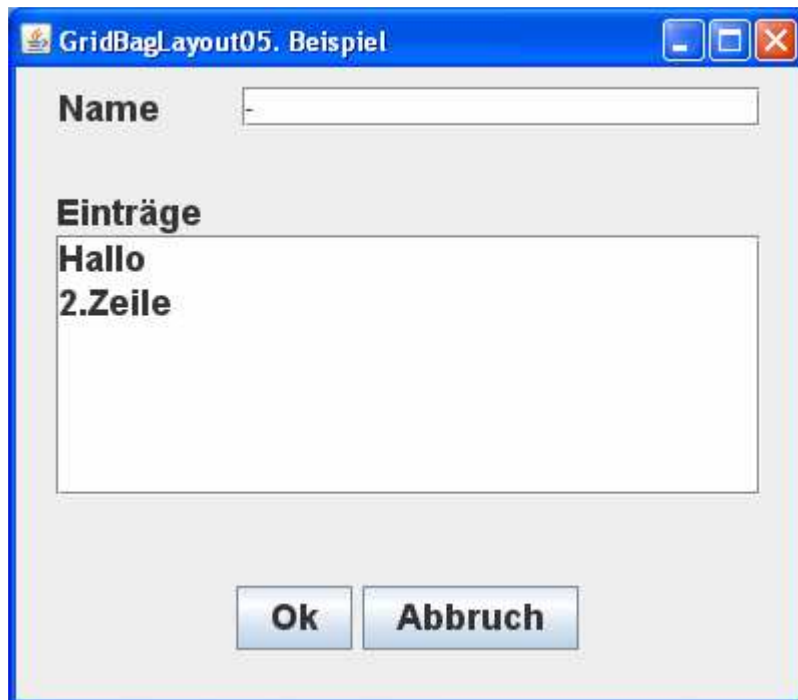 GridBagLayout05. Beispiel
Name -
Einträge
Hallo
2.Zeile
Ok Abbruch